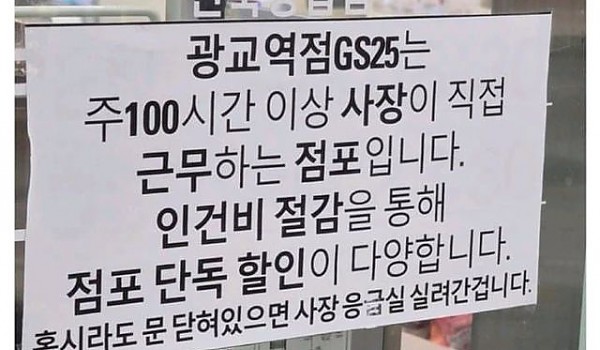 광교역점GS25는
주100시간 이상 사장이 직접
근무하는 점포입니다.
인건비 절감을 통해
점포 단독 할인이 다양합니다.
혹시라도 문 닫혀있으면 사장 응급실 실려간겁니다.